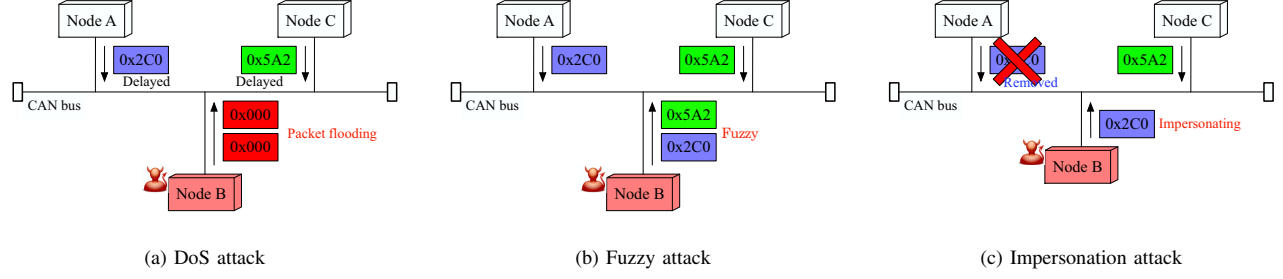 Node A
Node C
0x2C0
0x5A2
Delayed
Delayed
CAN bus
0x000
0x000
Packet flooding
Node B
(a) DoS attack
Node A
Node C
0x2C0
0x5A2
CAN bus
0x5A2
0x2C0
Fuzzy
Node B
(b) Fuzzy attack
Node A
Node C
0x5A2
Removed
CAN bus
0x2C0
Impersonating
Node B
(c) Impersonation attack